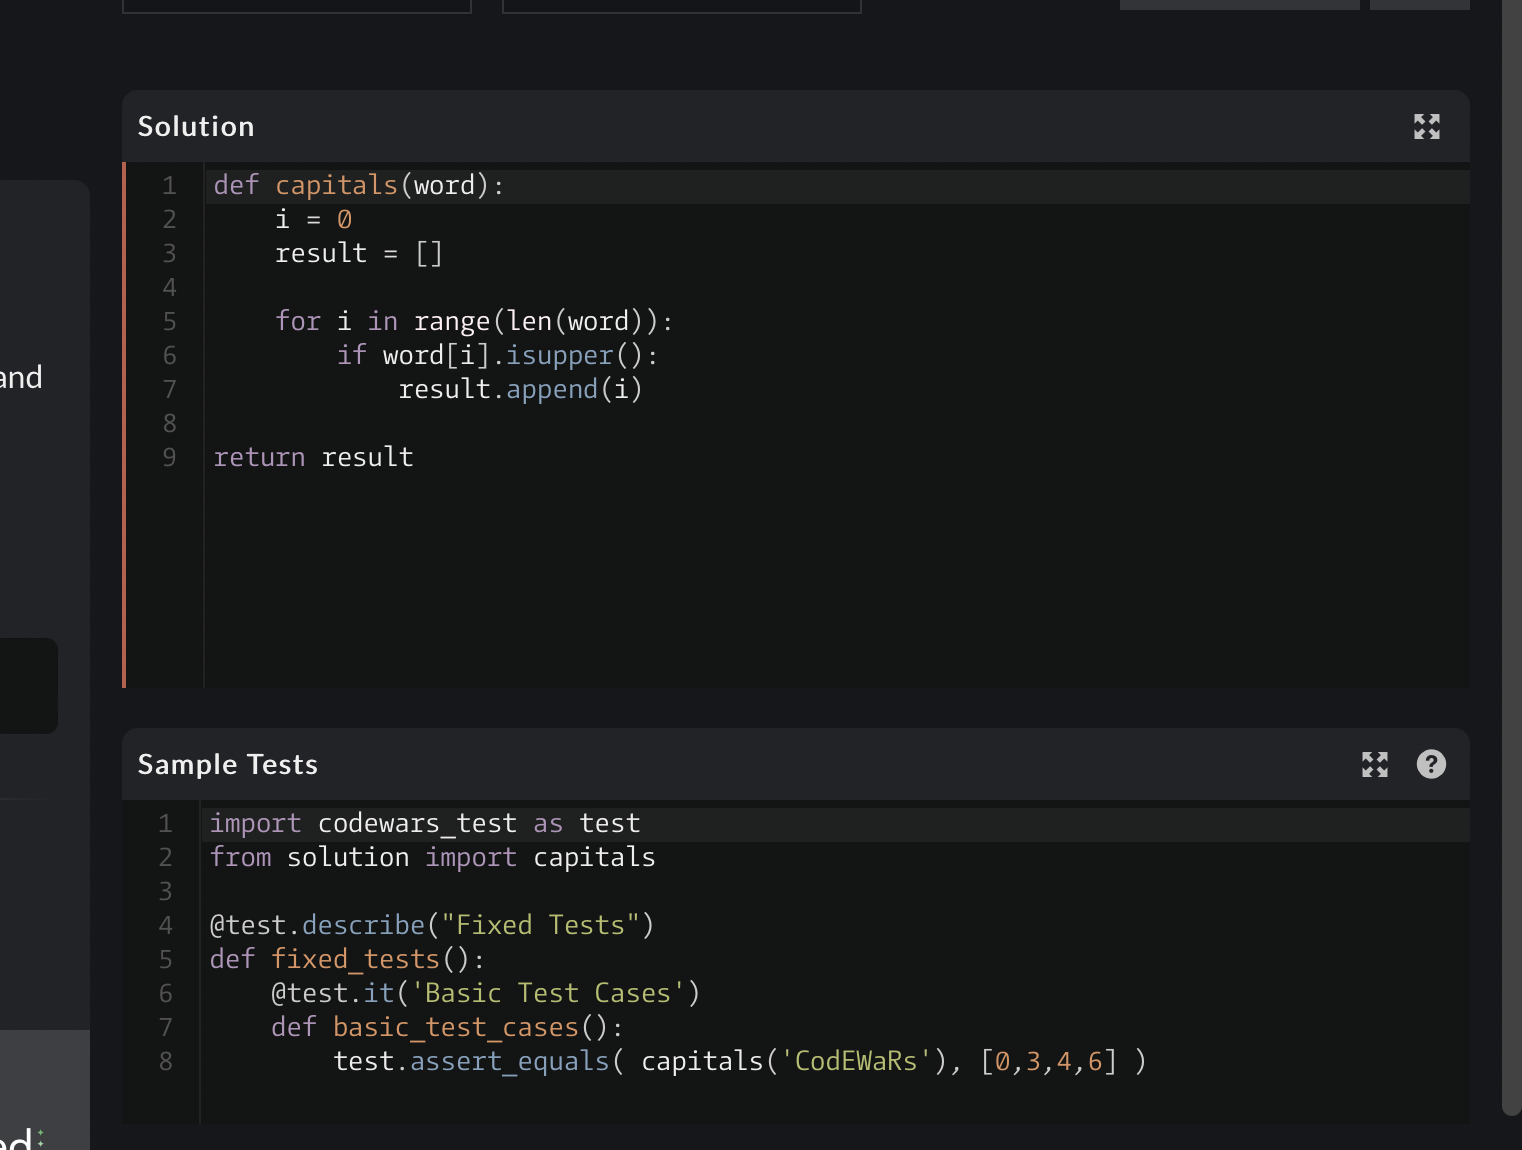 Solution
1 def capitals(word):
2     i = 0
3     result = []
4
5     for i in range(len(word)):
6         if word[i].isupper():
7             result.append(i)
8
9 return result
and
Sample Tests
?
1 import codewars_test as test
2 from solution import capitals
3
4 @test.describe("Fixed Tests")
5 def fixed_tests():
6     @test.it('Basic Test Cases')
7     def basic_test_cases():
8         test.assert_equals( capitals('CodEWaRs'), [0,3,4,6] )